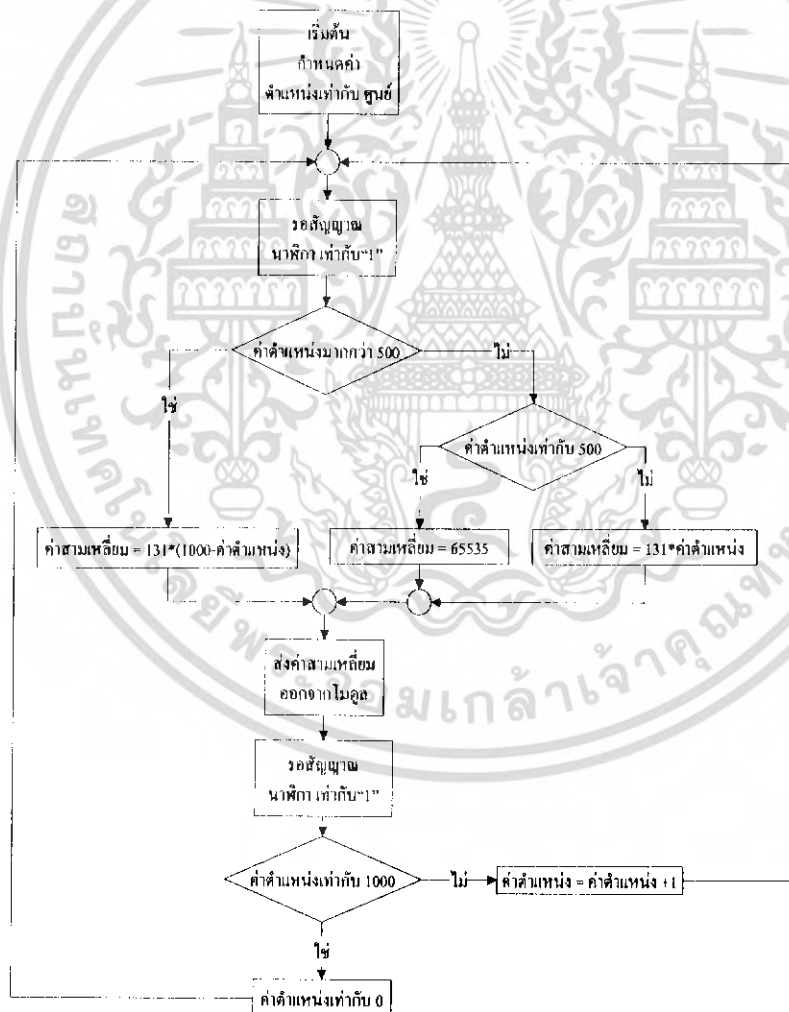 เริ่มต้น
กำหนดค่า
ตำแหน่งเท่ากับ ศูนย์
รอสัญญาณ
นาฬิกา เท่ากับ“1”
ค่าตำแหน่งมากกว่า 500
ไม่
ใช่
ค่าตำแหน่งเท่ากับ 500
ใช่
ไม่
ค่าสามเหลี่ยม = 131*(1000-ค่าตำแหน่ง)
ค่าสามเหลี่ยม = 65535
ค่าสามเหลี่ยม = 131*ค่าตำแหน่ง
ส่งค่าสามเหลี่ยม
ออกจากโมดูล
รอสัญญาณ
นาฬิกา เท่ากับ“1”
ค่าตำแหน่งเท่ากับ 1000
ไม่
ค่าตำแหน่ง = ค่าตำแหน่ง +1
ใช่
ค่าตำแหน่งเท่ากับ 0